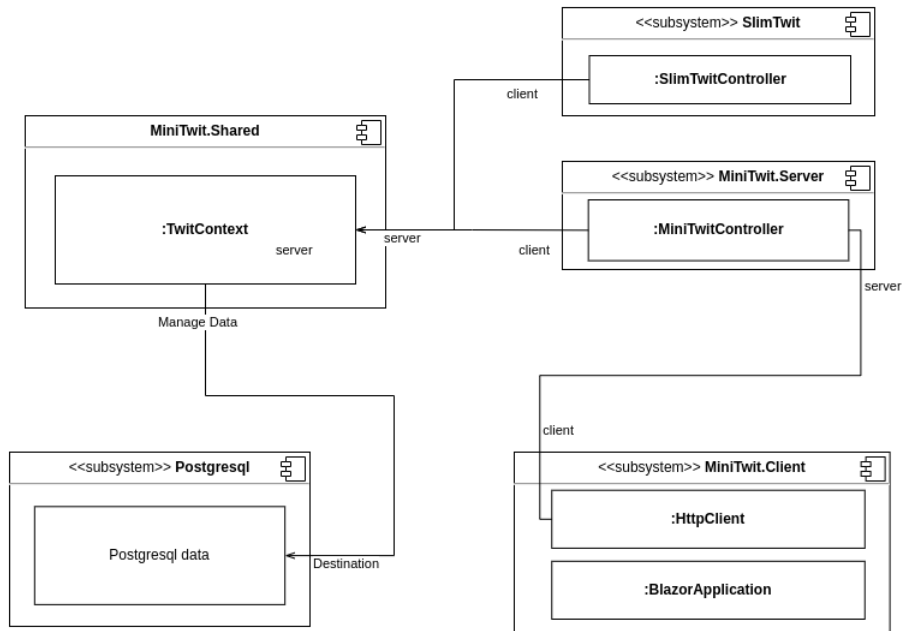 <<subsystem>> SlimTwit
:SlimTwitController
client
MiniTwit.Shared
:TwitContext
server
server
<<subsystem>> MiniTwit.Server
:MiniTwitController
client
server
Manage Data
client
<<subsystem>> Postgresql
Postgresql data
Destination
<<subsystem>> MiniTwit.Client
:HttpClient
:BlazorApplication